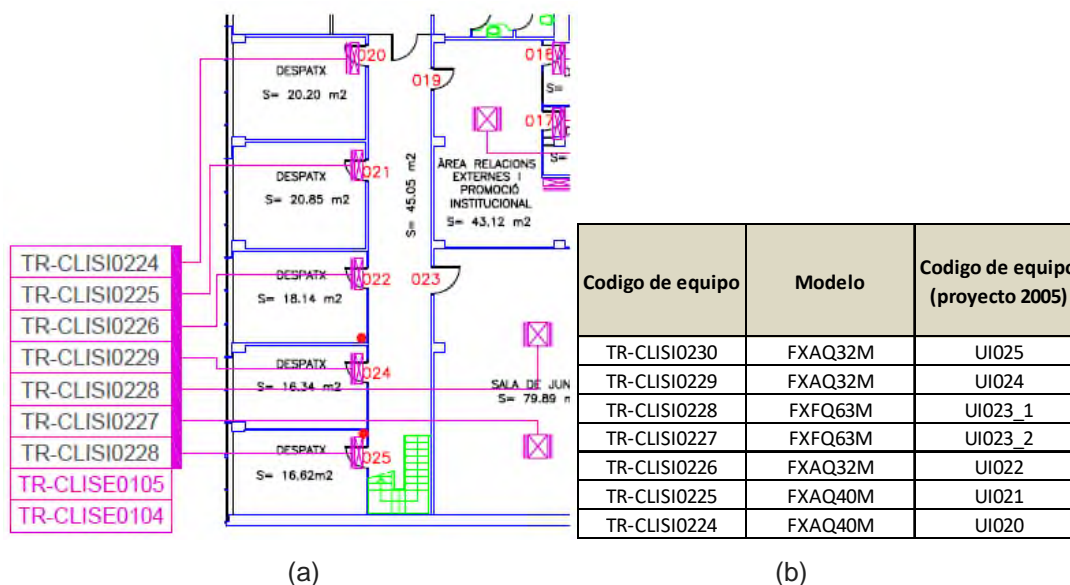 020
DESPATX
S= 20.20 m2
019
018
S=
017
S=
021
DESPATX
S= 20.85 m2
S= 45.05 m2
ÀREA RELACIONS
EXTERNES I
PROMOCIÓ
INSTITUCIONAL
S= 43,12 m2
022
DESPATX
S= 18.14 m2
023
024
DESPATX
S= 16.34 m2
SALA DE JUN
S= 79.89
025
DESPATX
S= 16,62m2
TR-CLISI0224
TR-CLISI0225
TR-CLISI0226
TR-CLISI0229
TR-CLISI0228
TR-CLISI0227
TR-CLISI0228
TR-CLISE0105
TR-CLISE0104
(a)
Codigo de equipo Modelo Codigo de equipo (proyecto 2005)
TR-CLISI0230 FXAQ32M UI025
TR-CLISI0229 FXAQ32M UI024
TR-CLISI0228 FXFQ63M UI023_1
TR-CLISI0227 FXFQ63M UI023_2
TR-CLISI0226 FXAQ32M UI022
TR-CLISI0225 FXAQ40M UI021
TR-CLISI0224 FXAQ40M UI020
(b)